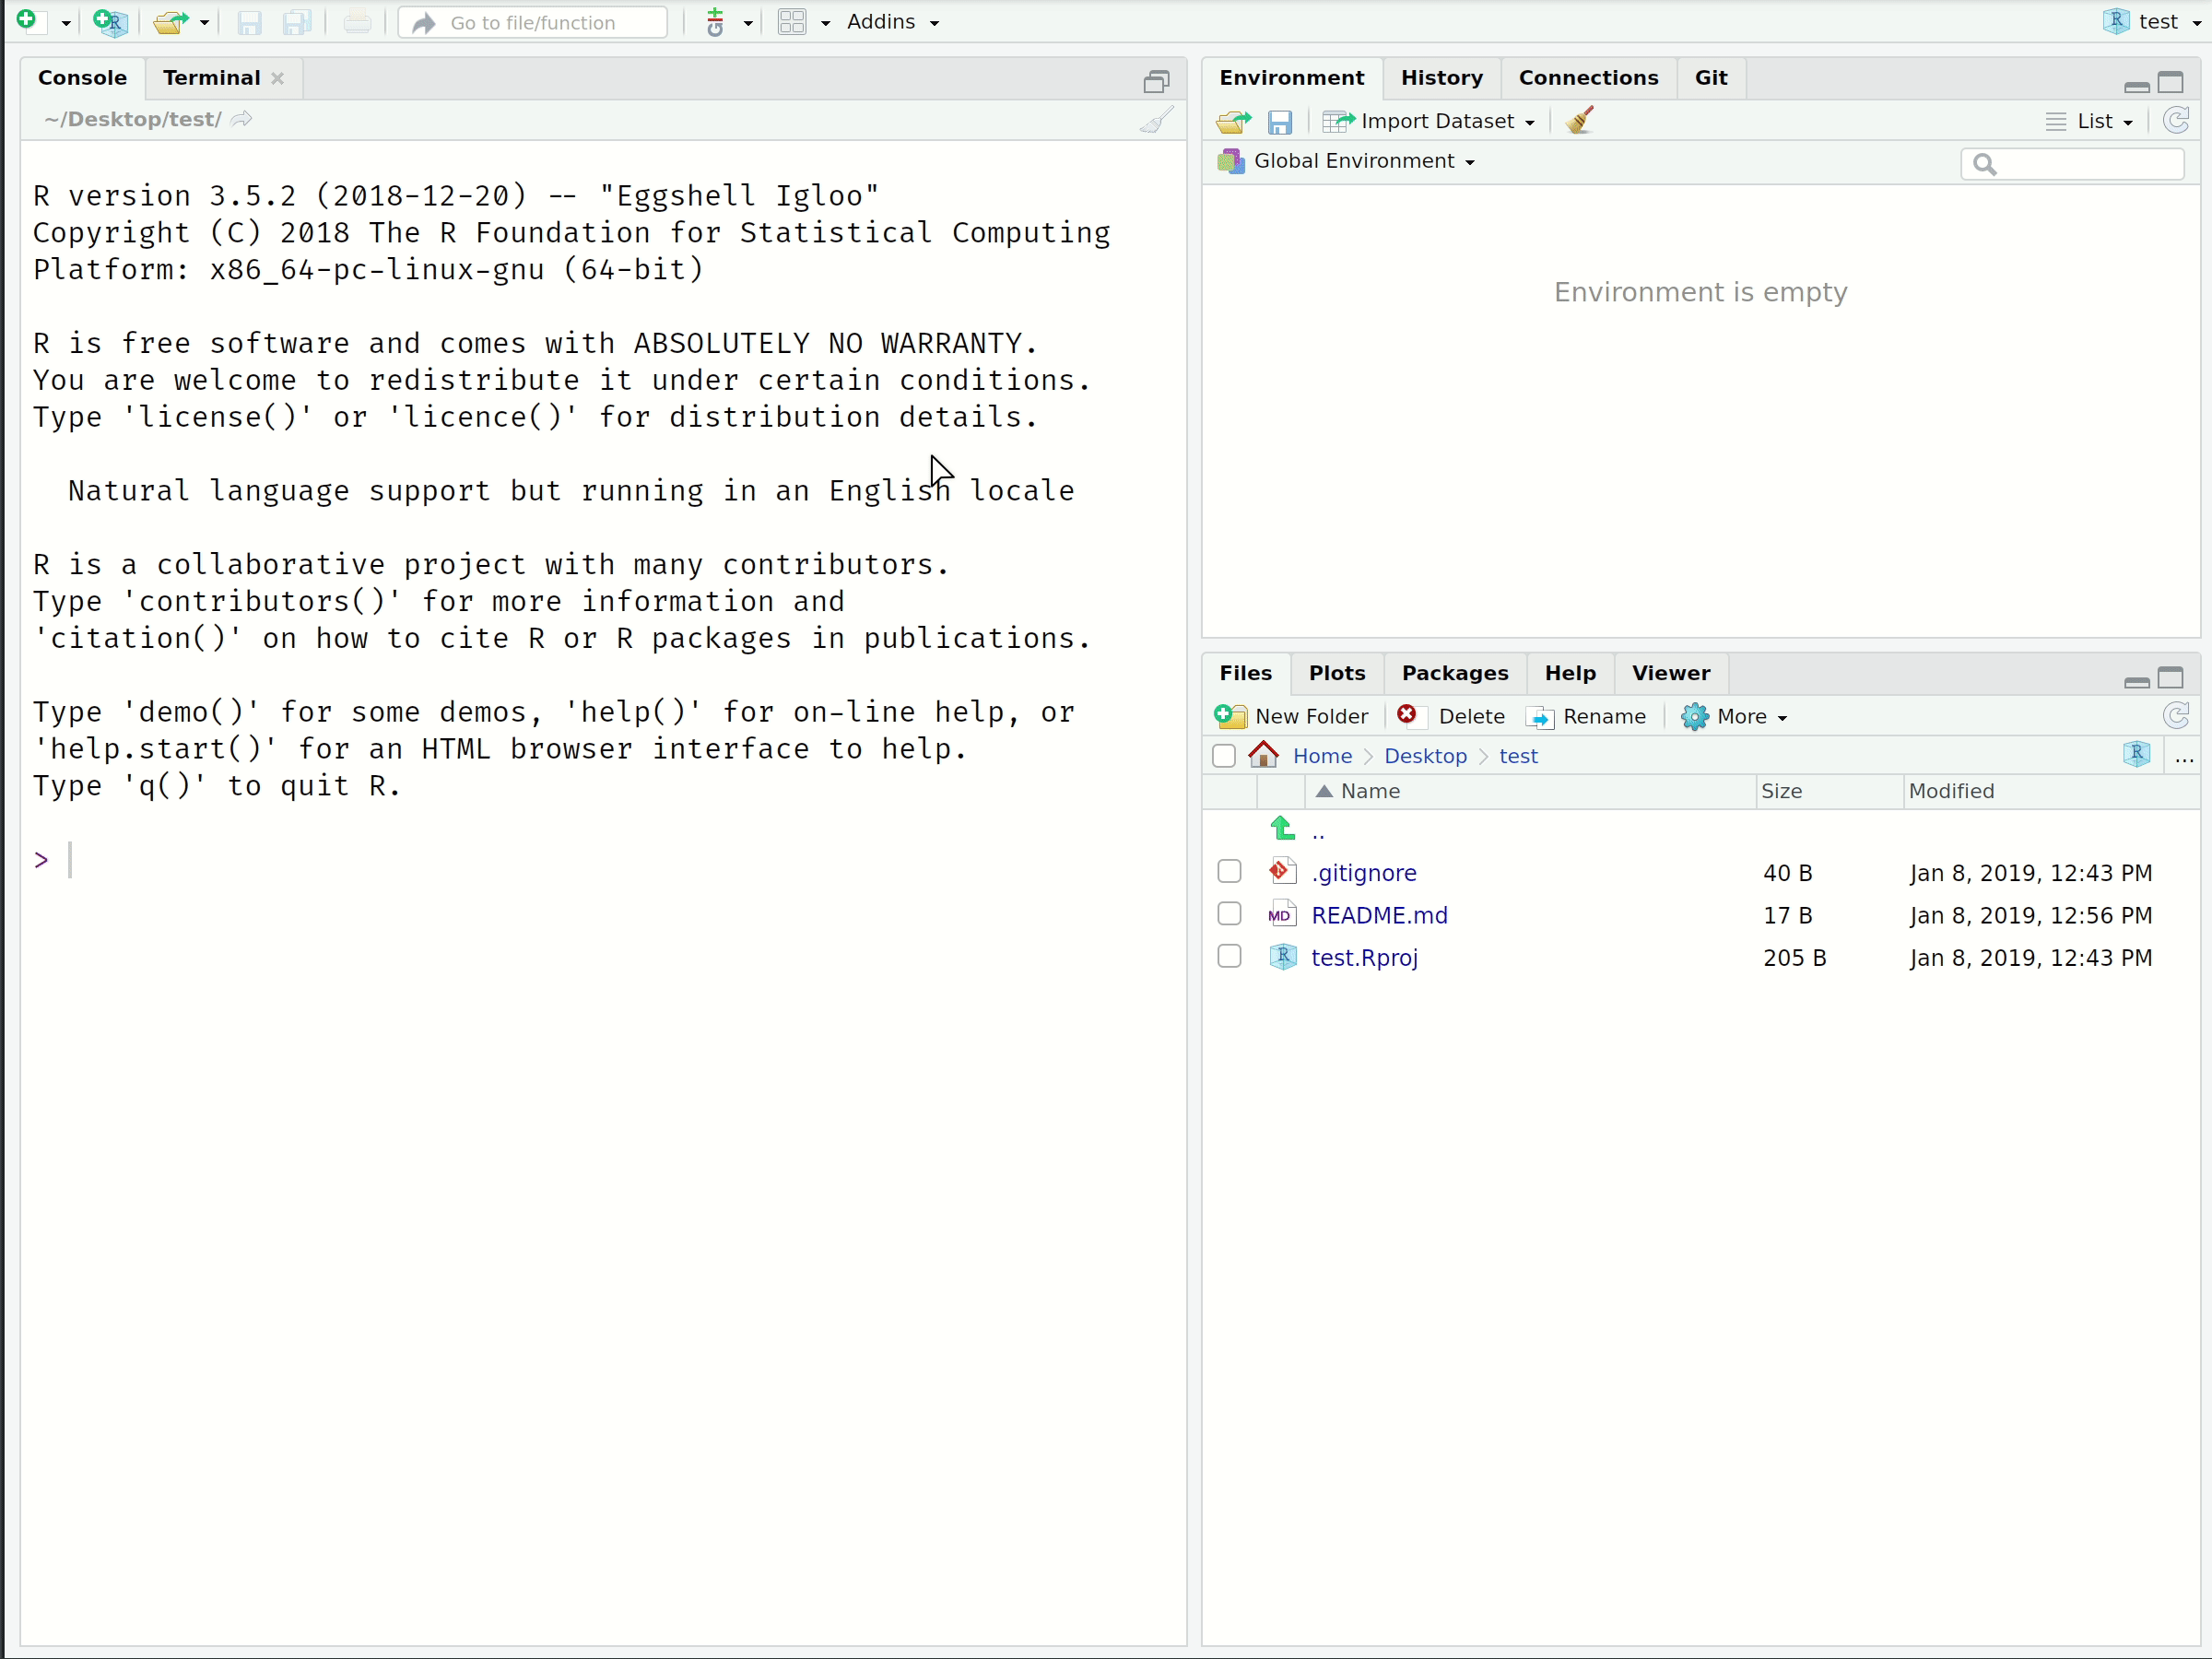 Go to file/function Addins test
Console Terminal
~/Desktop/test/
R version 3.5.2 (2018-12-20) -- "Eggshell Igloo"
Copyright (C) 2018 The R Foundation for Statistical Computing
Platform: x86_64-pc-linux-gnu (64-bit)
R is free software and comes with ABSOLUTELY NO WARRANTY.
You are welcome to redistribute it under certain conditions.
Type 'license()' or 'licence()' for distribution details.
Natural language support but running in an English locale
R is a collaborative project with many contributors.
Type 'contributors()' for more information and
'citation()' on how to cite R or R packages in publications.
Type 'demo()' for some demos, 'help()' for on-line help, or
'help.start()' for an HTML browser interface to help.
Type 'q()' to quit R.
>
Environment History Connections Git
Import Dataset List
Global Environment
Environment is empty
Files Plots Packages Help Viewer
New Folder Delete Rename More
Home Desktop test ...
Name Size Modified
..
.gitignore 40 B Jan 8, 2019, 12:43 PM
MD README.md 17 B Jan 8, 2019, 12:56 PM
test.Rproj 205 B Jan 8, 2019, 12:43 PM